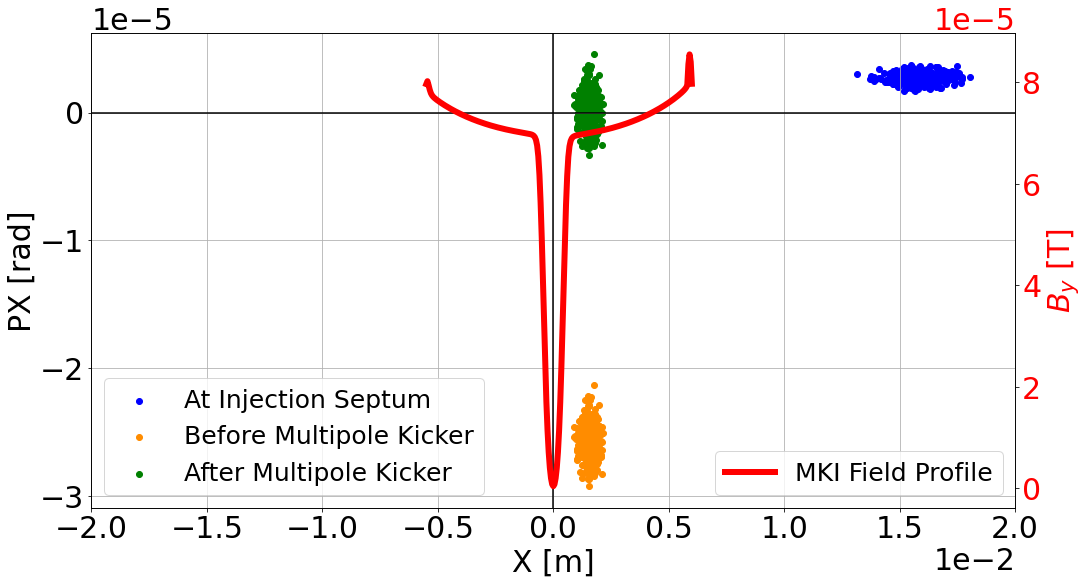 1e−5
1e−5
0
−1
−2
−3
PX [rad]
8
6
4
2
0
B_y [T]
At Injection Septum
Before Multipole Kicker
After Multipole Kicker
MKI Field Profile
−2.0 −1.5 −1.0 −0.5 0.0 0.5 1.0 1.5 2.0
X [m]
1e−2